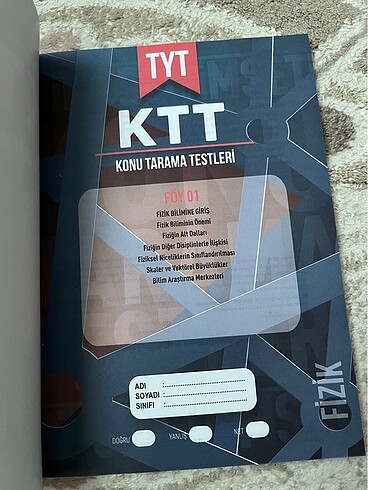 TYT
KTT
KONU TARAMA TESTLERİ
FÖY 01
FİZİK BİLİMİNE GİRİŞ
Fizik Biliminin Önemi
Fiziğin Alt Dalları
Fiziğin Diğer Disiplinlerle İlişkisi
Fiziksel Niceliklerin Sınıflandırılması
Skaler ve Vektörel Büyüklükler
Bilim Araştırma Merkezleri
ADI :
SOYADI :
SINIFI :
DOĞRU YANLIŞ NET
FİZİK